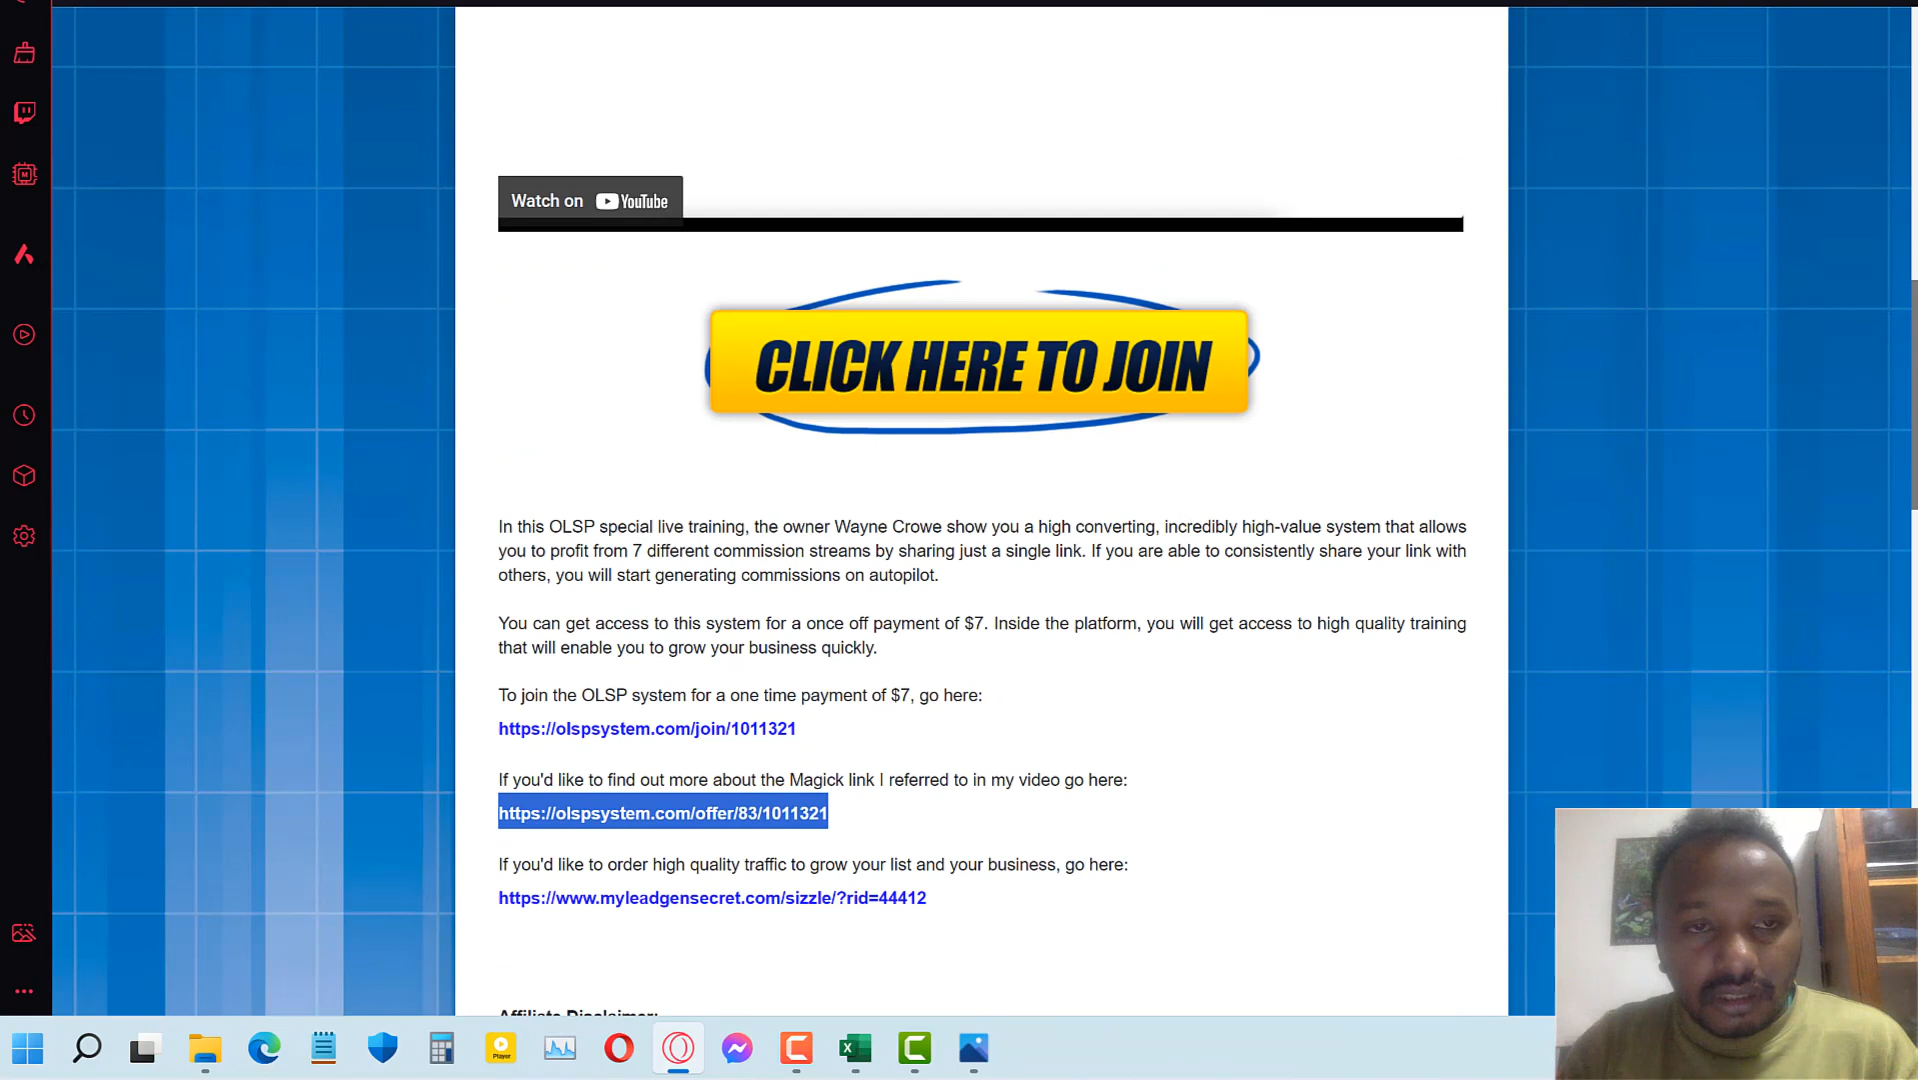 Watch on YouTube
CLICK HERE TO JOIN
In this OLSP special live training, the owner Wayne Crowe show you a high converting, incredibly high-value system that allows
you to profit from 7 different commission streams by sharing just a single link. If you are able to consistently share your link with
others, you will start generating commissions on autopilot.
You can get access to this system for a once off payment of $7. Inside the platform, you will get access to high quality training
that will enable you to grow your business quickly.
To join the OLSP system for a one time payment of $7, go here:
https://olspsystem.com/join/1011321
If you'd like to find out more about the Magick link I referred to in my video go here:
https://olspsystem.com/offer/83/1011321
If you'd like to order high quality traffic to grow your list and your business, go here:
https://www.myleadgensecret.com/sizzle/?rid=44412
Affiliate Disclaimer:
Player